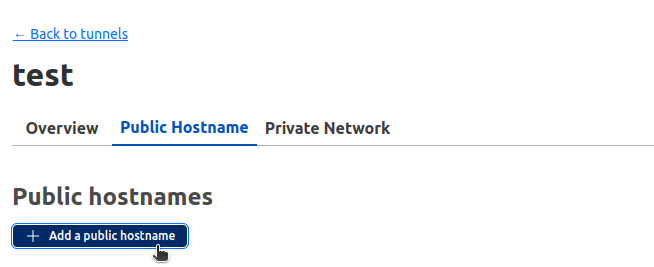 ← Back to tunnels
test
Overview Public Hostname Private Network
Public hostnames
+ Add a public hostname